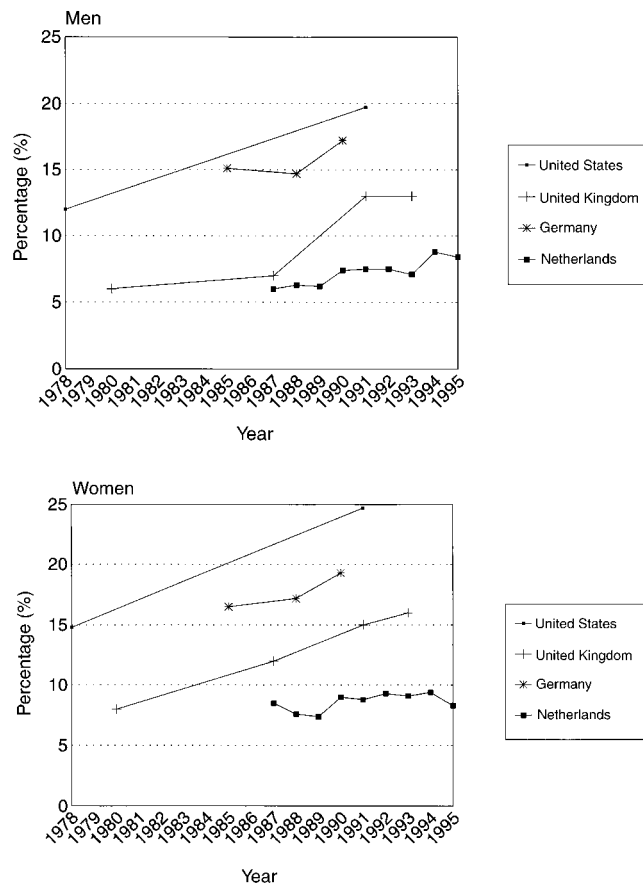 Men
25
20
15
10
5
0
Percentage (%)
1978 1979 1980 1981 1982 1983 1984 1985 1986 1987 1988 1989 1990 1991 1992 1993 1994 1995
Year
United States
United Kingdom
Germany
Netherlands
Women
25
20
15
10
5
0
Percentage (%)
1978 1979 1980 1981 1982 1983 1984 1985 1986 1987 1988 1989 1990 1991 1992 1993 1994 1995
Year
United States
United Kingdom
Germany
Netherlands